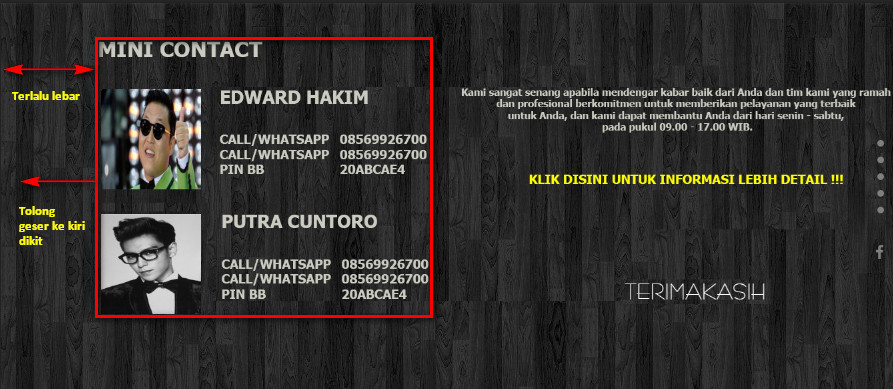 MINI CONTACT
Terlalu lebar
EDWARD HAKIM
CALL/WHATSAPP 08569926700
CALL/WHATSAPP 08569926700
PIN BB 20ABCAE4
Tolong
geser ke kiri
dikit
PUTRA CUNTORO
CALL/WHATSAPP 08569926700
CALL/WHATSAPP 08569926700
PIN BB 20ABCAE4
Kami sangat senang apabila mendengar kabar baik dari Anda dan tim kami yang ramah
dan profesional berkomitmen untuk memberikan pelayanan yang terbaik
untuk Anda, dan kami dapat membantu Anda dari hari senin - sabtu,
pada pukul 09.00 - 17.00 WIB.
KLIK DISINI UNTUK INFORMASI LEBIH DETAIL !!!
TERIMAKASIH